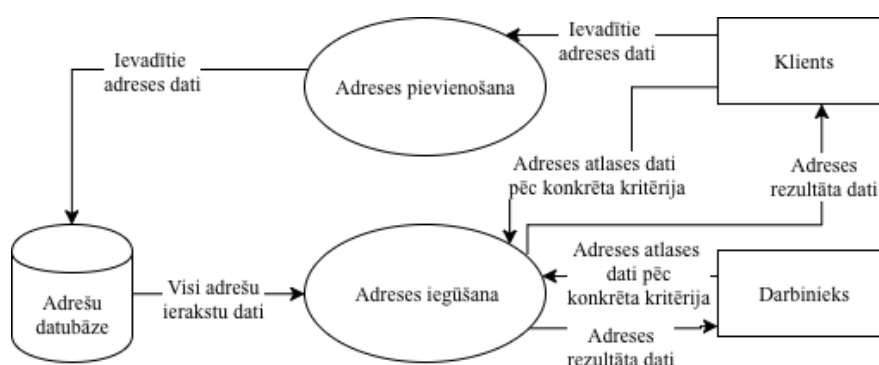 Ievadītie
adreses dati
Adreses pievienošana
Ievadītie
adreses dati
Klients
Adreses atlases dati
pēc konkrēta kritērija
Adreses
rezultāta dati
Adrešu
datubāze
Visi adrešu
ierakstu dati
Adreses iegūšana
Adreses atlases
dati pēc
konkrēta kritērija
Darbinieks
Adreses
rezultāta dati